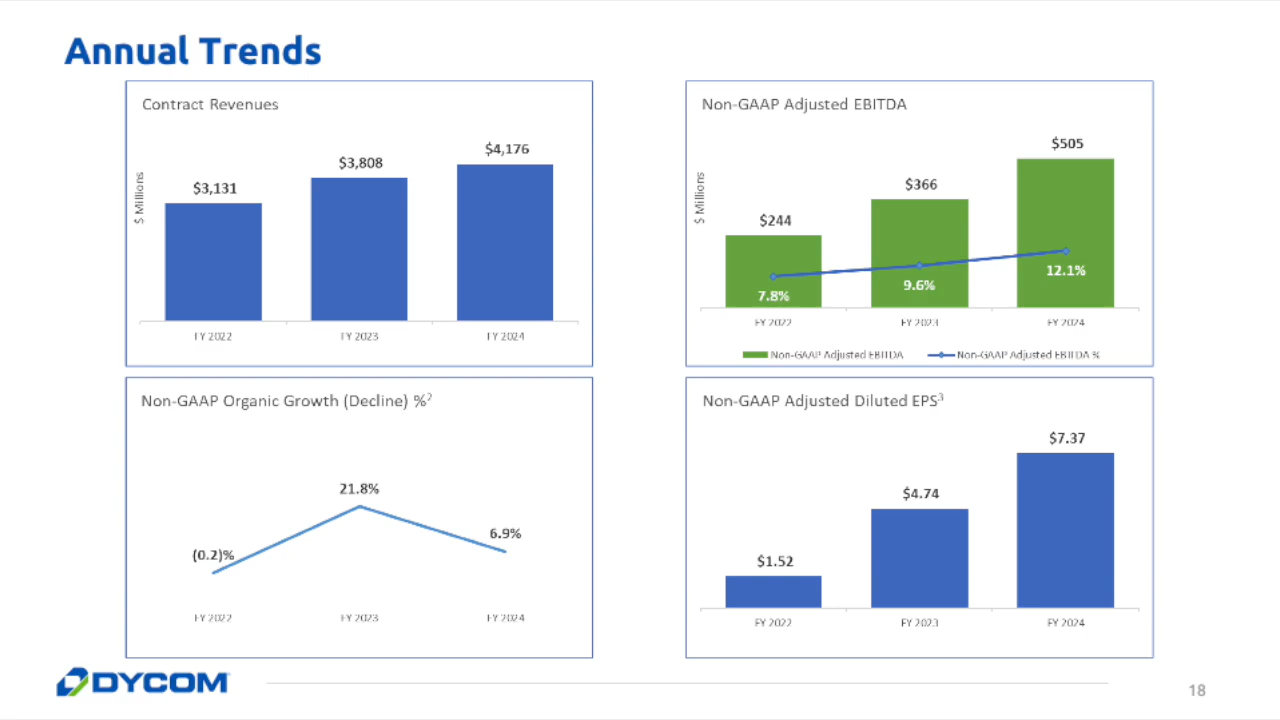 Annual Trends
Contract Revenues
$ Millions
$3,131
$3,808
$4,176
FY 2022
FY 2023
FY 2024
Non-GAAP Adjusted EBITDA
$ Millions
$244
$366
$505
7.8%
9.6%
12.1%
FY 2022
FY 2023
FY 2024
Non-GAAP Adjusted EBITDA
Non-GAAP Adjusted EBITDA %
Non-GAAP Organic Growth (Decline) %²
(0.2)%
21.8%
6.9%
FY 2022
FY 2023
FY 2024
Non-GAAP Adjusted Diluted EPS³
$1.52
$4.74
$7.37
FY 2022
FY 2023
FY 2024
DYCOM
18